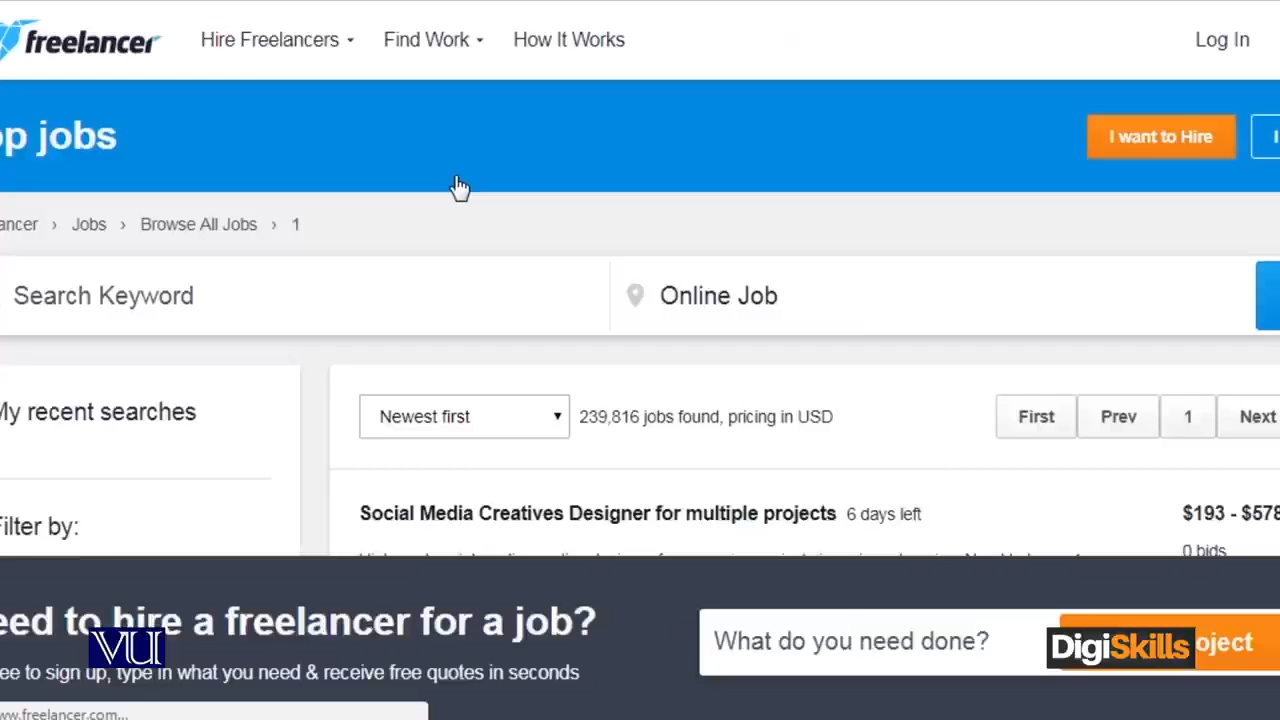 freelancer Hire Freelancers Find Work How It Works Log In
op jobs I want to Hire I
ancer › Jobs › Browse All Jobs › 1
Search Keyword Online Job
My recent searches
Newest first 239,816 jobs found, pricing in USD First Prev 1 Next
Filter by:
Social Media Creatives Designer for multiple projects 6 days left $193 - $578
0 bids
eed to hire a freelancer for a job?
What do you need done? oject
VU
DigiSkills
ee to sign up, type in what you need & receive free quotes in seconds
ww.freelancer.com...